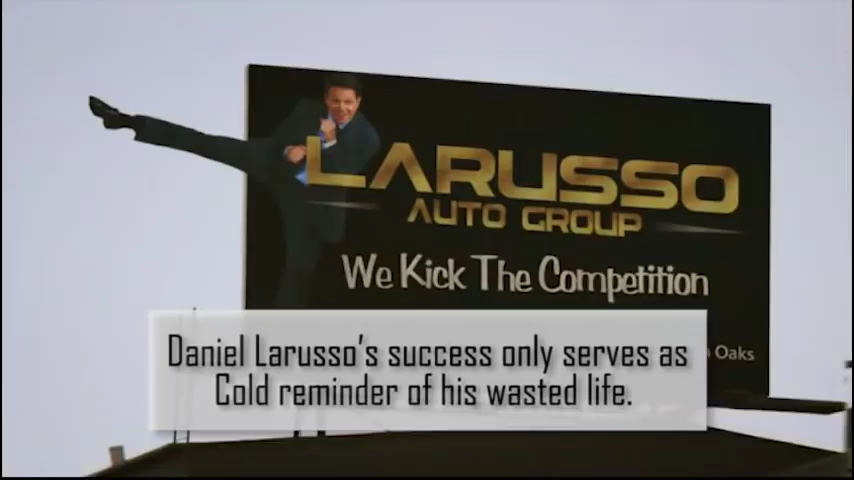 LARUSSO
AUTO GROUP
We Kick The Competition
Oaks
Daniel Larusso's success only serves as
Cold reminder of his wasted life.